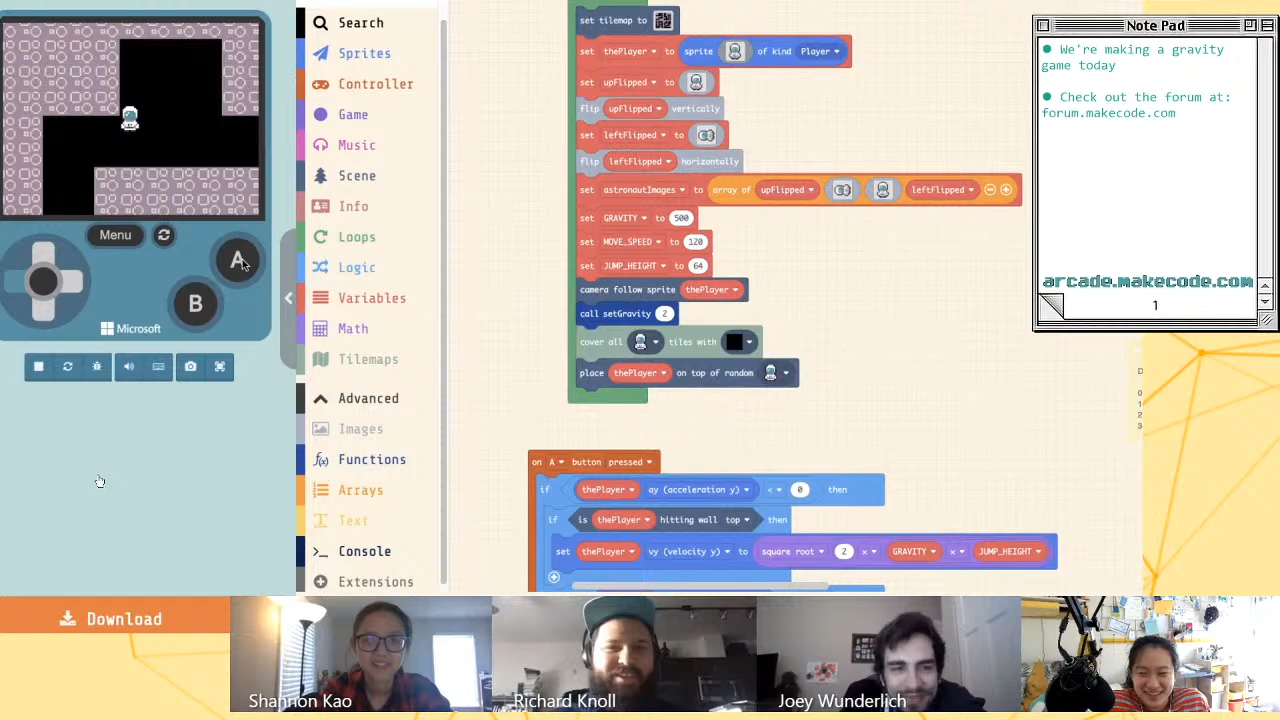 Menu
A
B
Microsoft
Download
Search
Sprites
Controller
Game
Music
Scene
Info
Loops
Logic
Variables
Math
Tilemaps
Advanced
Images
Functions
Arrays
Text
Console
Extensions
set tilemap to
set thePlayer to sprite of kind Player
set upFlipped to
flip upFlipped vertically
set leftFlipped to
flip leftFlipped horizontally
set astronautImages to array of upFlipped leftFlipped
set GRAVITY to 500
set MOVE_SPEED to 120
set JUMP_HEIGHT to 64
camera follow sprite thePlayer
call setGravity 2
cover all tiles with
place thePlayer on top of random
on A button pressed
if thePlayer ay (acceleration y) < 0 then
if is thePlayer hitting wall top then
set thePlayer vy (velocity y) to square root 2 × GRAVITY × JUMP_HEIGHT
Note Pad
● We're making a gravity
game today
● Check out the forum at:
forum.makecode.com
arcade.makecode.com
1
D
0
1
2
3
Shannon Kao
Richard Knoll
Joey Wunderlich